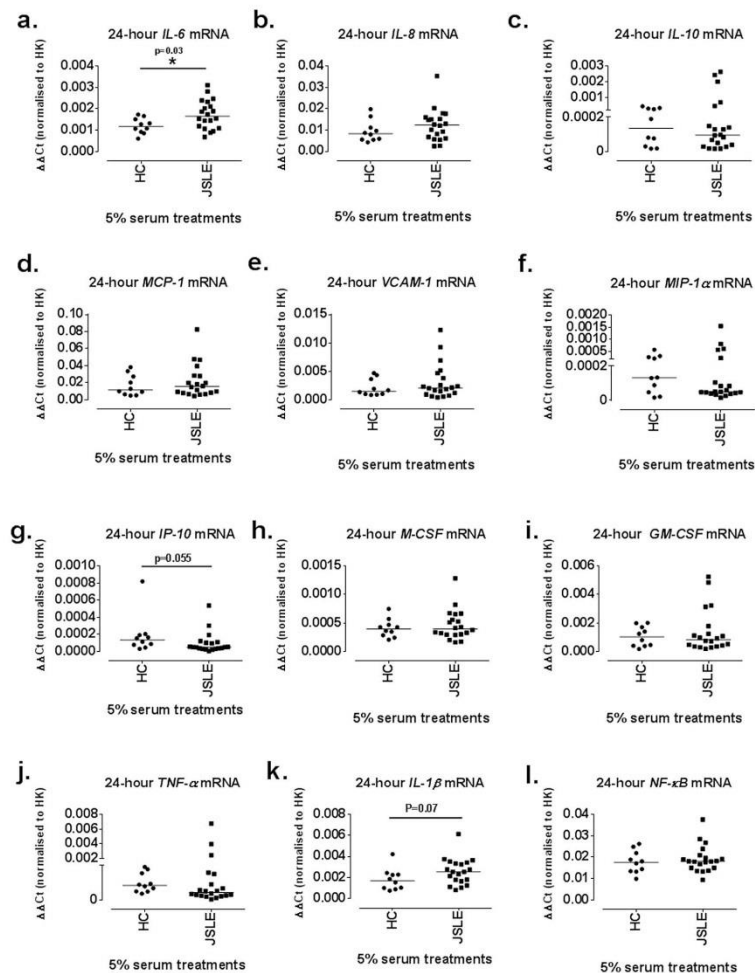 a.
24-hour IL-6 mRNA
p=0.03
*
ΔΔCt (normalised to HK)
0.004
0.003
0.002
0.001
0.000
HC
JSLE
5% serum treatments
b.
24-hour IL-8 mRNA
ΔΔCt (normalised to HK)
0.04
0.03
0.02
0.01
0.00
HC
JSLE
5% serum treatments
c.
24-hour IL-10 mRNA
ΔΔCt (normalised to HK)
0.003
0.002
0.001
0.0002
0
HC
JSLE
5% serum treatments
d.
24-hour MCP-1 mRNA
ΔΔCt (normalised to HK)
0.10
0.08
0.06
0.04
0.02
0.00
HC
JSLE
5% serum treatments
e.
24-hour VCAM-1 mRNA
ΔΔCt (normalised to HK)
0.015
0.010
0.005
0.000
HC
JSLE
5% serum treatments
f.
24-hour MIP-1α mRNA
ΔΔCt (normalised to HK)
0.0020
0.0015
0.0010
0.0005
0.0002
0
HC
JSLE
5% serum treatments
g.
24-hour IP-10 mRNA
p=0.055
ΔΔCt (normalised to HK)
0.0010
0.0008
0.0006
0.0004
0.0002
0.0000
HC
JSLE
5% serum treatments
h.
24-hour M-CSF mRNA
ΔΔCt (normalised to HK)
0.0015
0.0010
0.0005
0.0000
HC
JSLE
5% serum treatments
i.
24-hour GM-CSF mRNA
ΔΔCt (normalised to HK)
0.006
0.004
0.002
0.000
HC
JSLE
5% serum treatments
j.
24-hour TNF-α mRNA
ΔΔCt (normalised to HK)
0.008
0.006
0.004
0.002
0
HC
JSLE
5% serum treatments
k.
24-hour IL-1β mRNA
P=0.07
ΔΔCt (normalised to HK)
0.008
0.006
0.004
0.002
0.000
HC
JSLE
5% serum treatments
l.
24-hour NF-κB mRNA
ΔΔCt (normalised to HK)
0.04
0.03
0.02
0.01
0.00
HC
JSLE
5% serum treatments